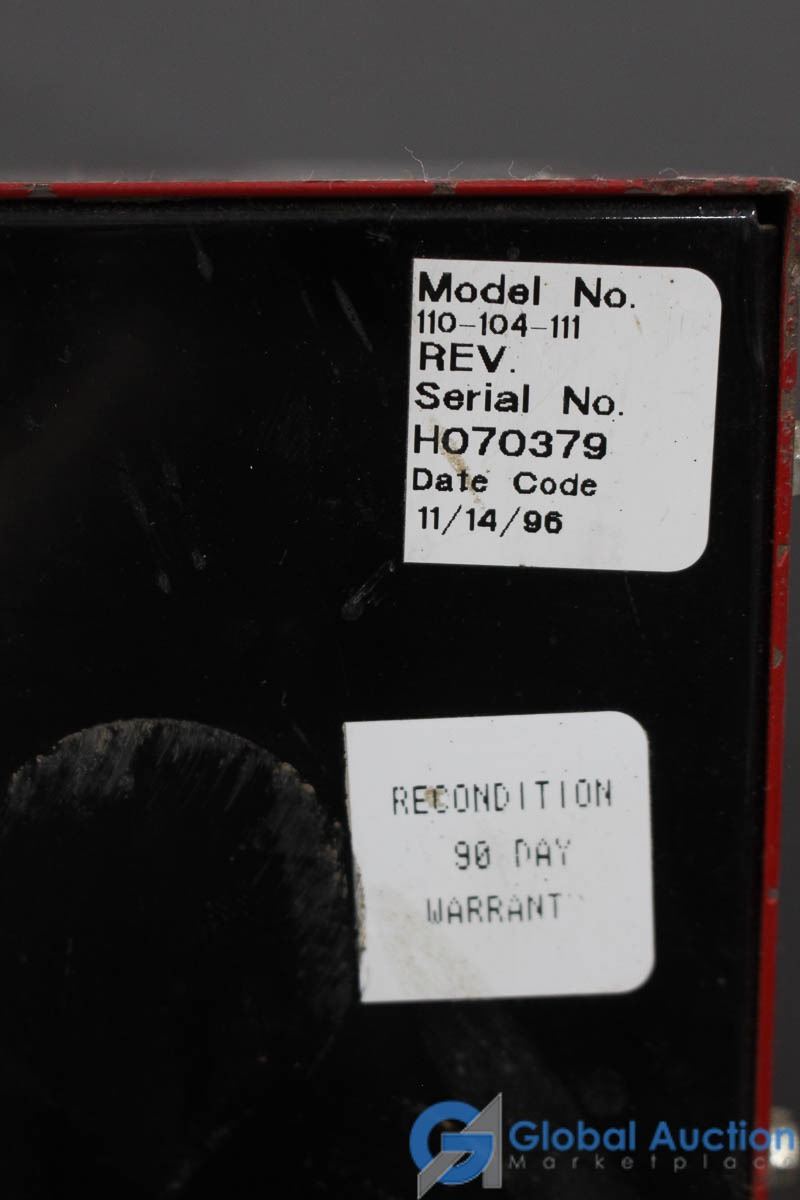 Model No.
110-104-111
REV.
Serial No.
H070379
Date Code
11/14/96
RECONDITION
90 DAY
WARRANT
Global Auction
Marketplace